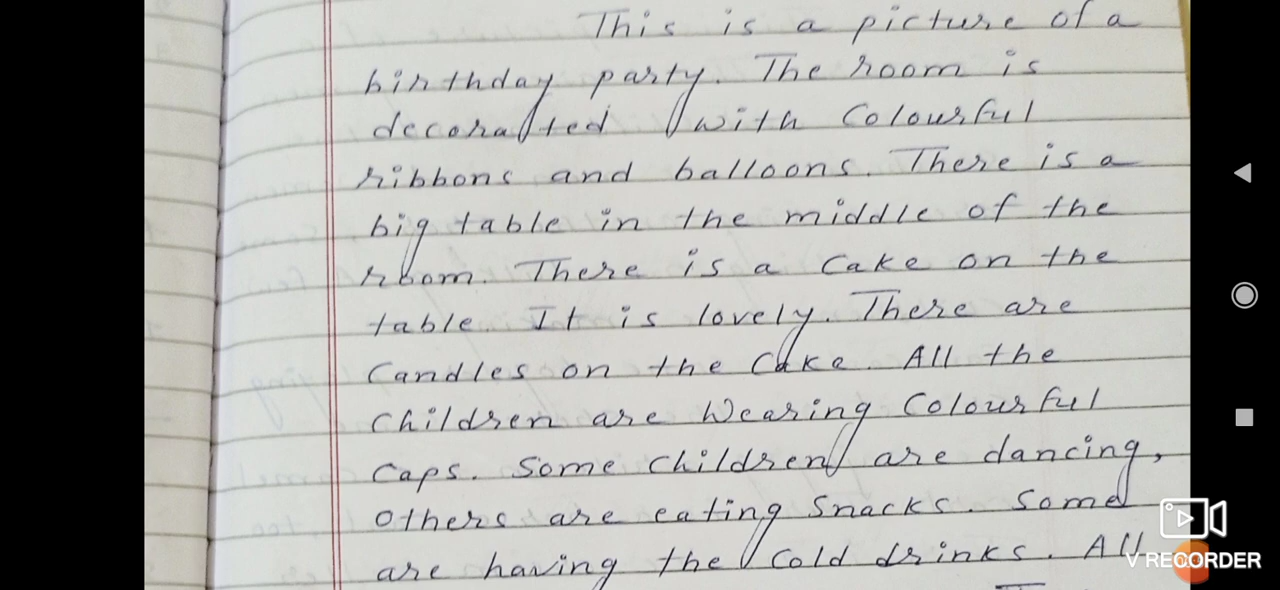 This is a picture of a
birthday party. The room is
decorated with Colourful
ribbons and balloons. There is a
big table in the middle of the
room. There is a Cake on the
table. It is lovely. There are
Candles on the Cake. All the
Children are Wearing Colourful
Caps. Some Children are dancing,
Others are eating Snacks. Some
are having the Cold drinks. All
V RECORDER